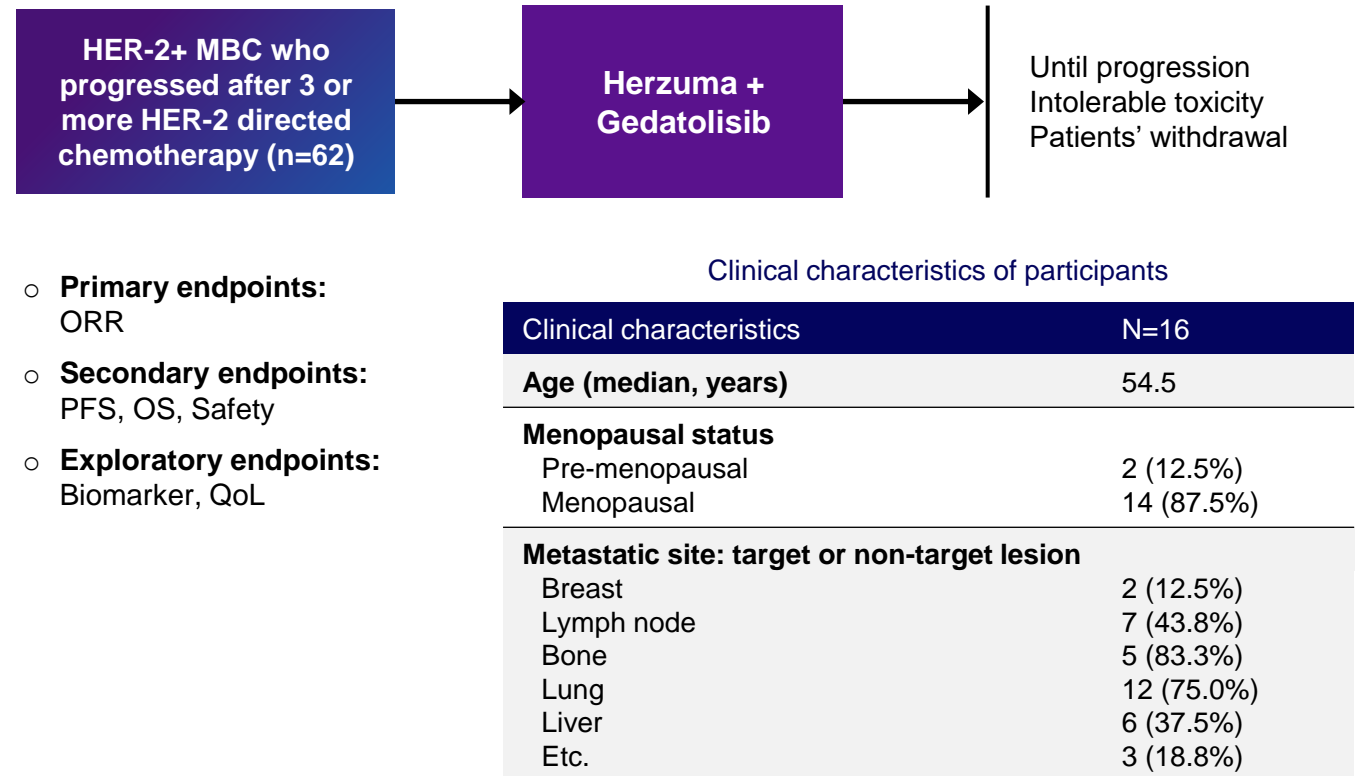 HER-2+ MBC who
progressed after 3 or
more HER-2 directed
chemotherapy (n=62)
Herzuma +
Gedatolisib
Until progression
Intolerable toxicity
Patients’ withdrawal
○ Primary endpoints:
ORR
○ Secondary endpoints:
PFS, OS, Safety
○ Exploratory endpoints:
Biomarker, QoL
Clinical characteristics of participants
Clinical characteristics N=16
Age (median, years) 54.5
Menopausal status
Pre-menopausal 2 (12.5%)
Menopausal 14 (87.5%)
Metastatic site: target or non-target lesion
Breast 2 (12.5%)
Lymph node 7 (43.8%)
Bone 5 (83.3%)
Lung 12 (75.0%)
Liver 6 (37.5%)
Etc. 3 (18.8%)